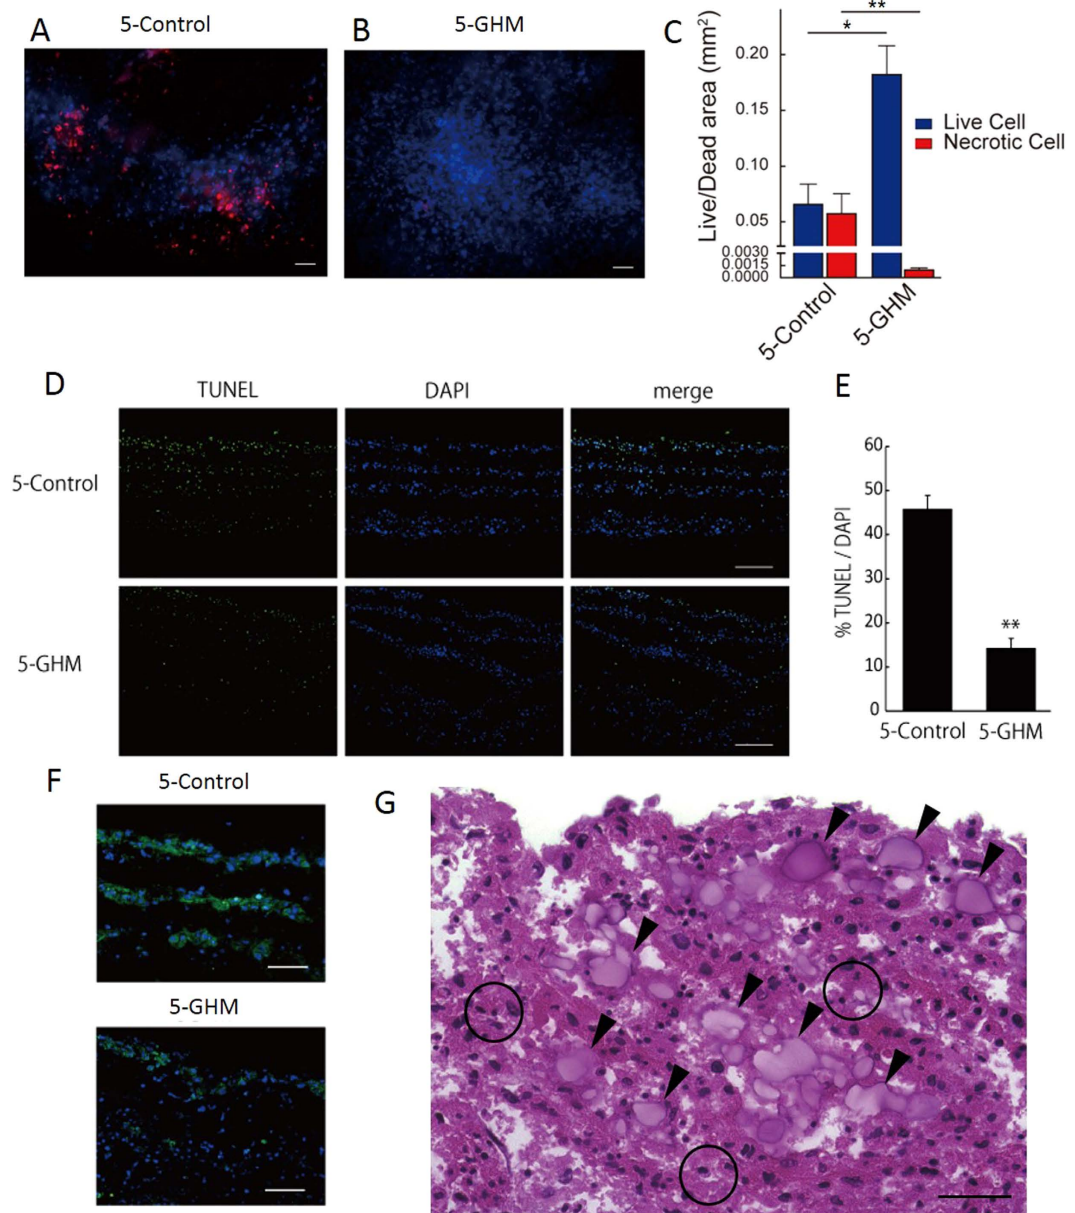 A
5-Control
B
5-GHM
C
**
*
Live/Dead area (mm²)
0.20
0.15
0.10
0.05
0.0030
0.0015
0.0000
Live Cell
Necrotic Cell
5-Control
5-GHM
D
TUNEL
DAPI
merge
5-Control
5-GHM
E
% TUNEL / DAPI
60
50
40
30
20
10
0
**
5-Control
5-GHM
F
5-Control
5-GHM
G